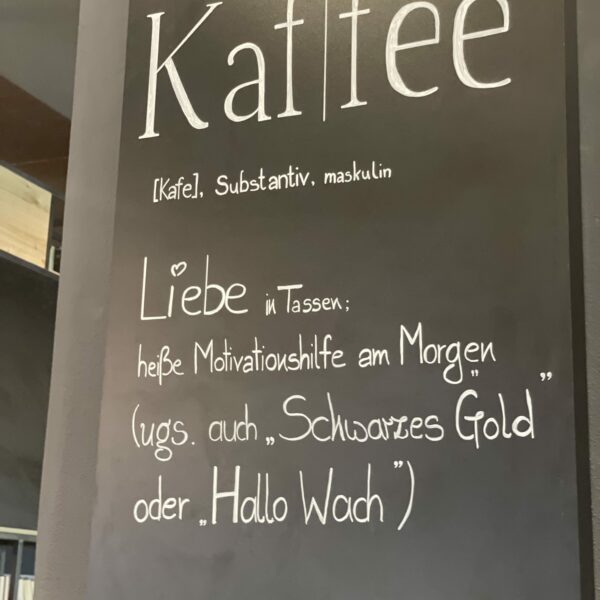 Kaf|fee
[Kafe], Substantiv, maskulin
Liebe in Tassen;
heiße Motivationshilfe am Morgen
(ugs. auch „Schwarzes Gold”
oder „Hallo Wach”)